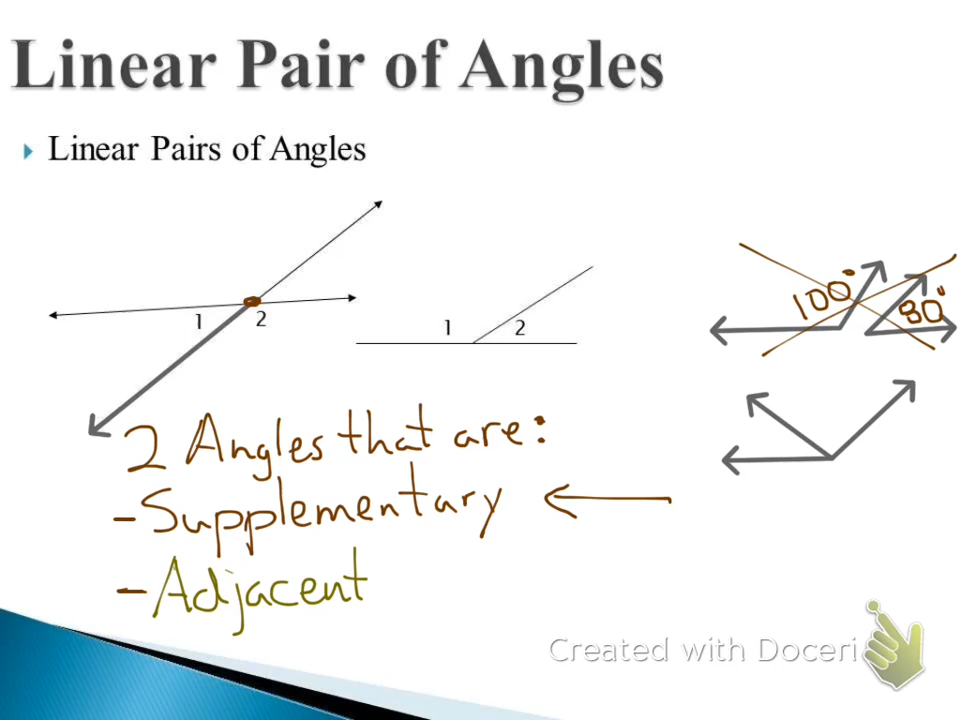 Linear Pair of Angles
Linear Pairs of Angles
1 2
1 2
100° 80°
2 Angles that are:
- Supplementary
- Adjacent
Created with Doceri